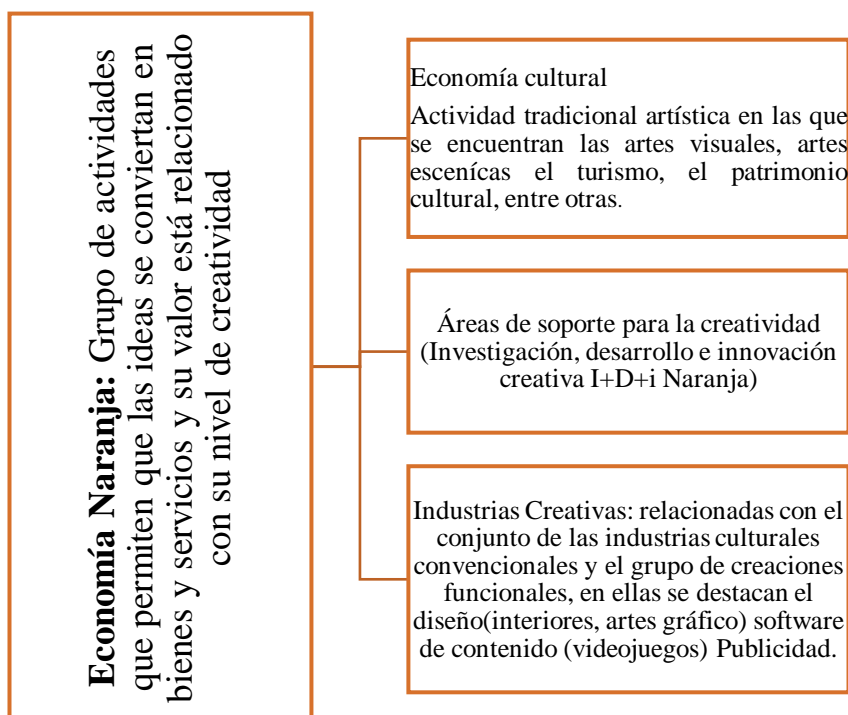 Economía Naranja: Grupo de actividades
que permiten que las ideas se conviertan en
bienes y servicios y su valor está relacionado
con su nivel de creatividad
Economía cultural
Actividad tradicional artística en las que
se encuentran las artes visuales, artes
escenícas el turismo, el patrimonio
cultural, entre otras.
Áreas de soporte para la creatividad
(Investigación, desarrollo e innovación
creativa I+D+i Naranja)
Industrias Creativas: relacionadas con el
conjunto de las industrias culturales
convencionales y el grupo de creaciones
funcionales, en ellas se destacan el
diseño(interiores, artes gráfico) software
de contenido (videojuegos) Publicidad.